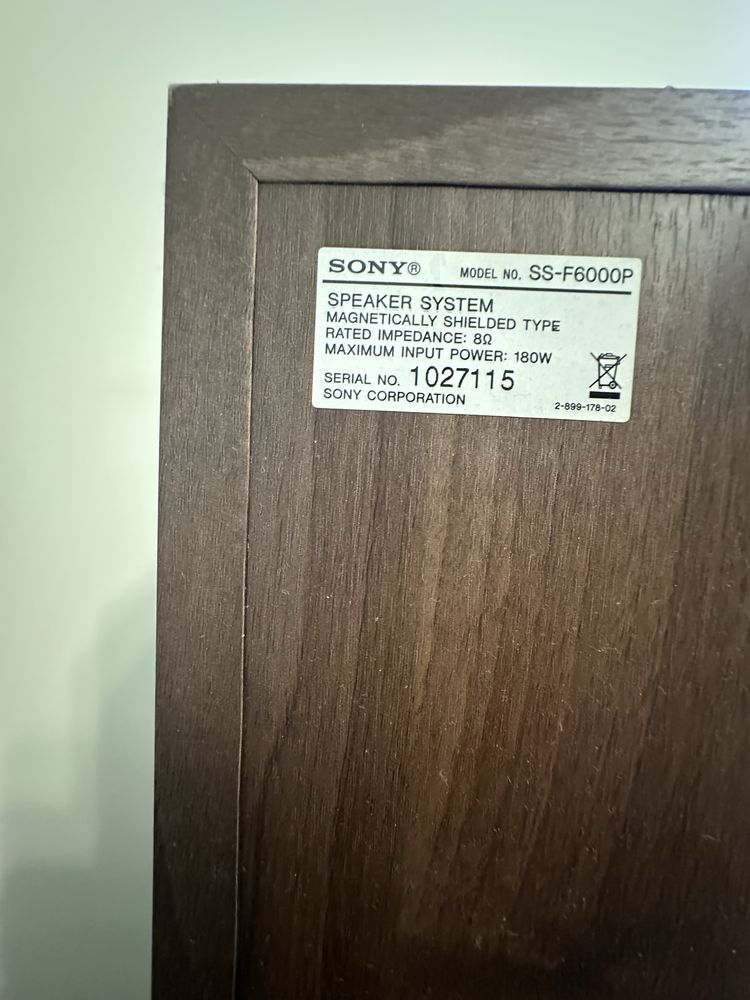 SONY® MODEL NO. SS-F6000P
SPEAKER SYSTEM
MAGNETICALLY SHIELDED TYPE
RATED IMPEDANCE: 8Ω
MAXIMUM INPUT POWER: 180W
SERIAL NO. 1027115
SONY CORPORATION 2-899-178-02